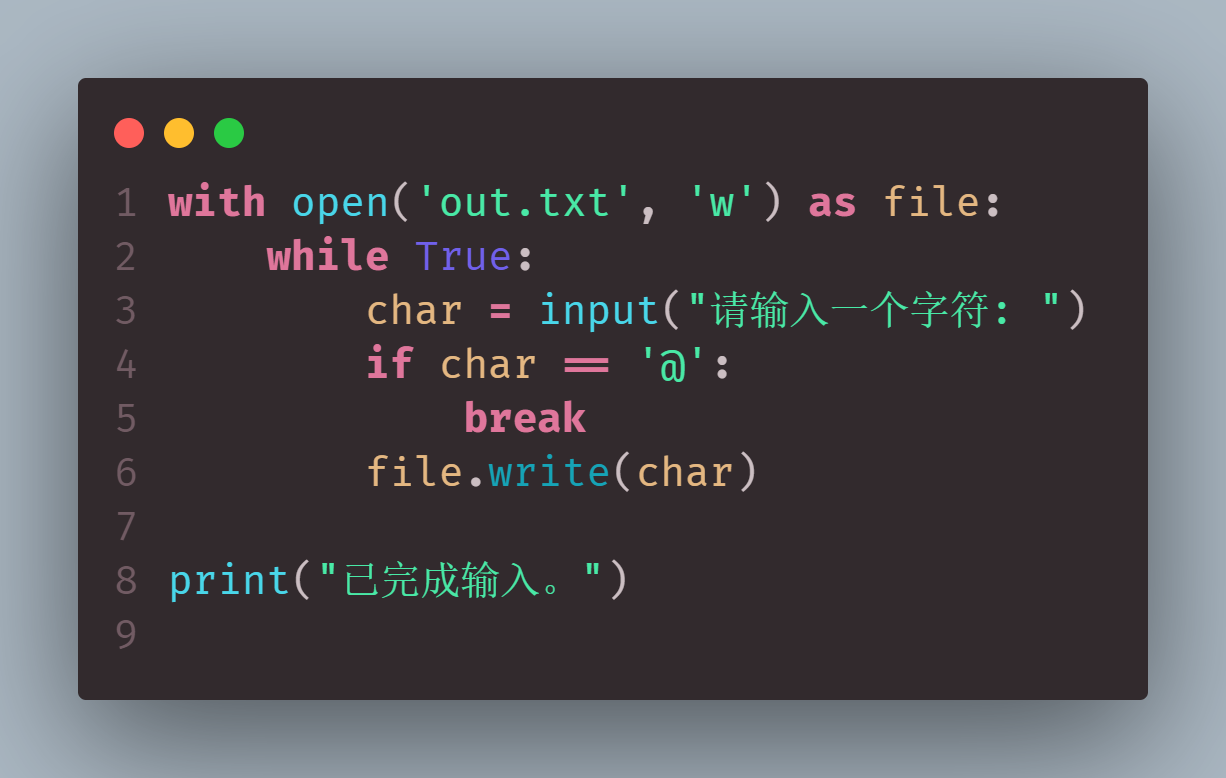 1 with open('out.txt', 'w') as file:
2     while True:
3         char = input("请输入一个字符: ")
4         if char == '@':
5             break
6         file.write(char)
7
8 print("已完成输入。")
9